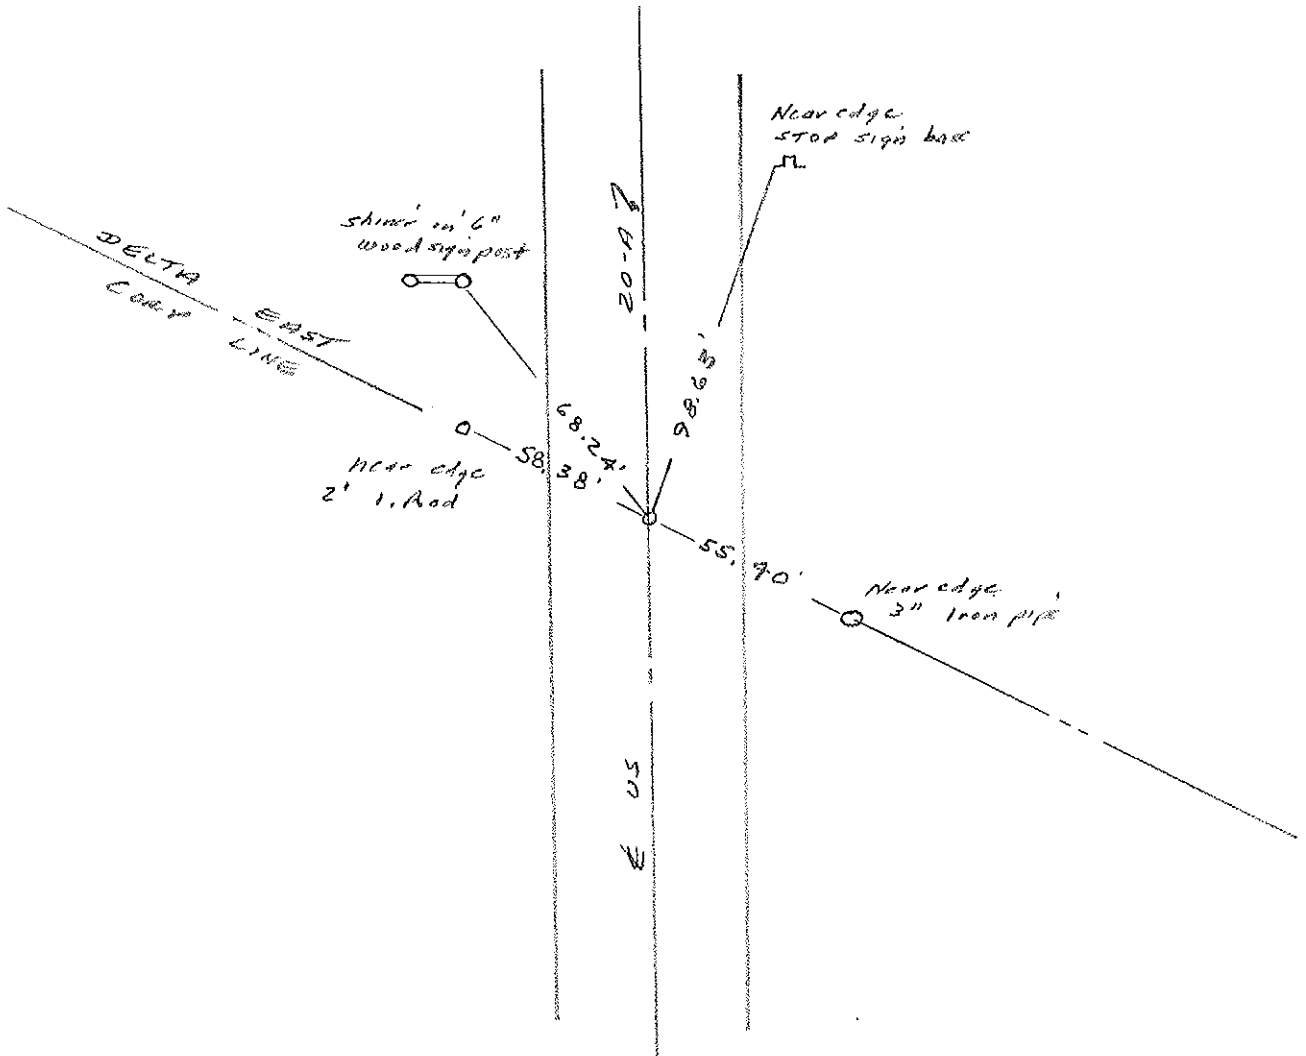 Near edge
STOP sign base
shiner in 6"
wood sign post
DELTA EAST
CORP LINE
20-A
98.63'
68.24'
58.38'
near edge
2" I. Rod
55.90'
Near edge
3" Iron pipe
℄ US